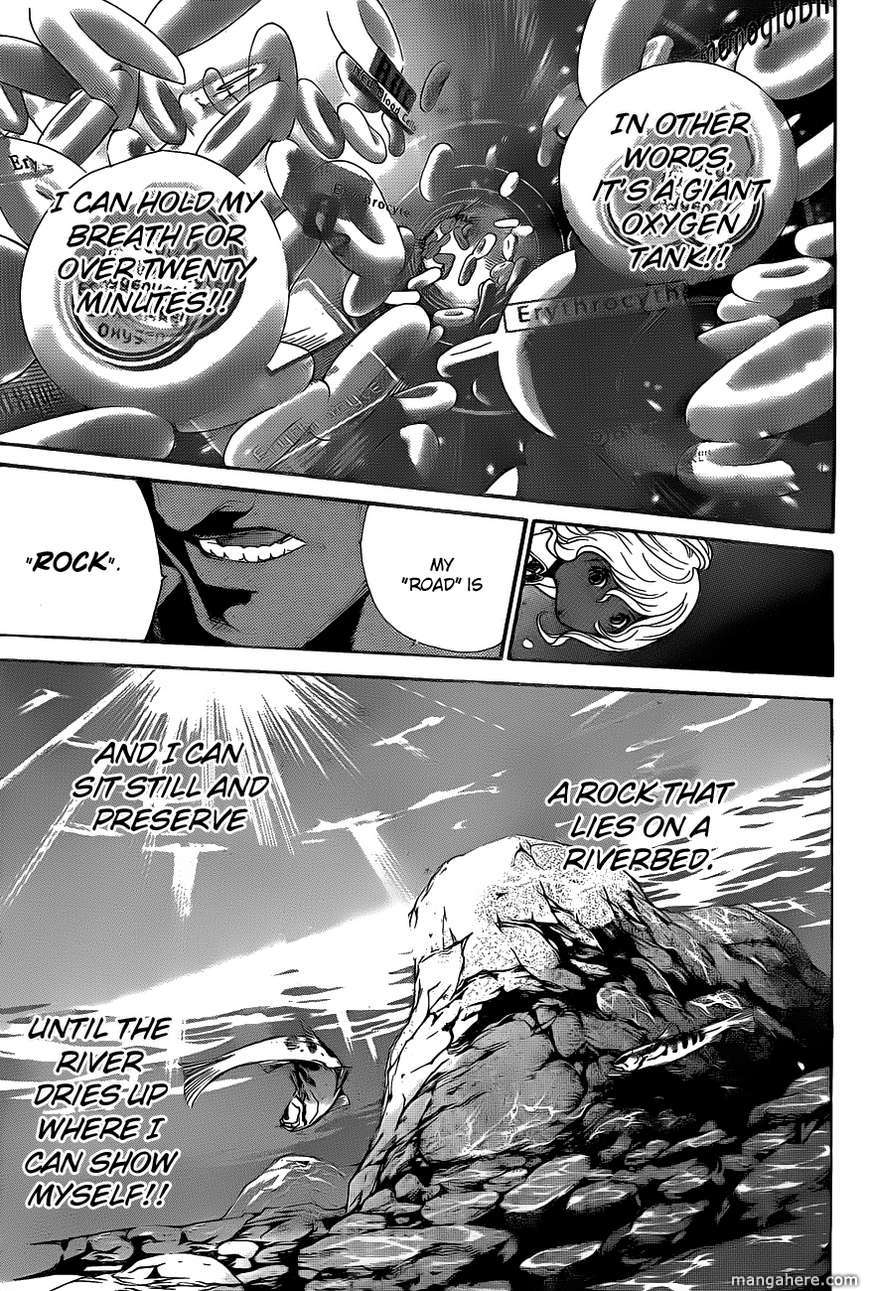 IN OTHER
WORDS,
IT'S A GIANT
OXYGEN
TANK!!
I CAN HOLD MY
BREATH FOR
OVER TWENTY
MINUTES!!
Ery
Erythrocyte
MY
"ROAD" IS
"ROCK".
A ROCK THAT
LIES ON A
RIVERBED.
AND I CAN
SIT STILL AND
PRESERVE
UNTIL THE
RIVER
DRIES UP
WHERE I
CAN SHOW
MYSELF!!
mangahere.com